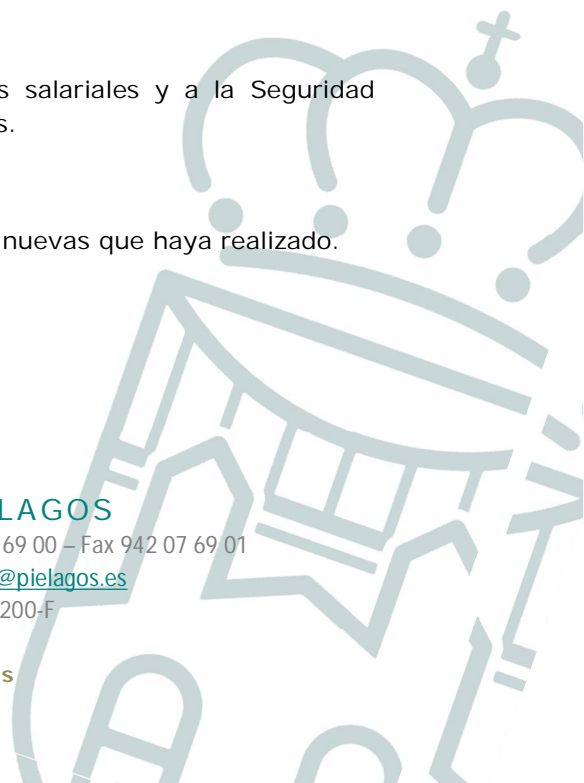 s salariales y a la Seguridad
s.
nuevas que haya realizado.
LAGOS
69 00 – Fax 942 07 69 01
@pielagos.es
200-F
s